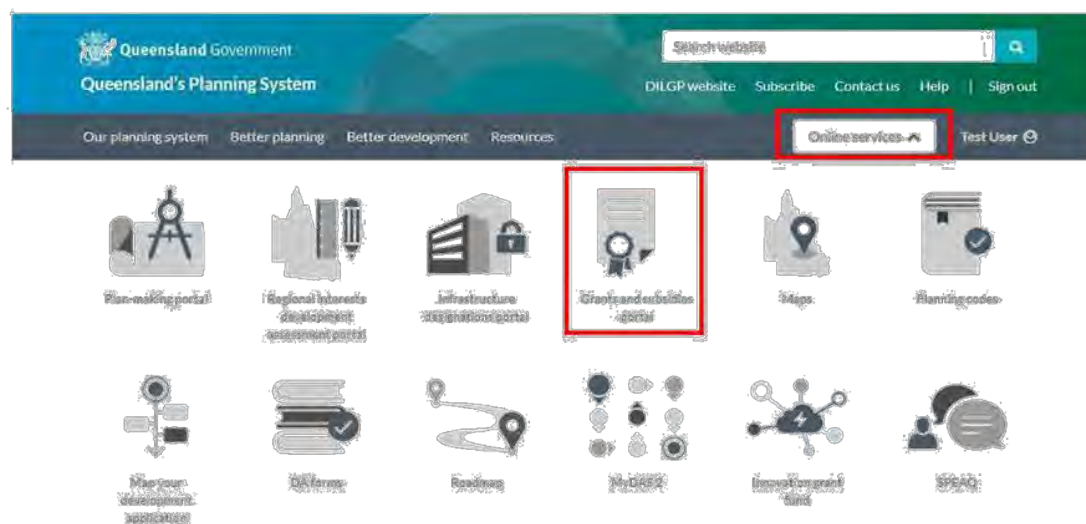 Queensland Government
Search website
Queensland's Planning System
DILGP website Subscribe Contact us Help | Sign out
Our planning system Better planning Better development Resources Online services Test User
Plan-making portal
Regional interests
development
assessment portal
Infrastructure
designations portal
Grants and subsidies
portal
Maps
Planning codes
Map your
development
application
DA forms
Roadmap
MyDAS 2
Innovation grant
fund
SPEAQ